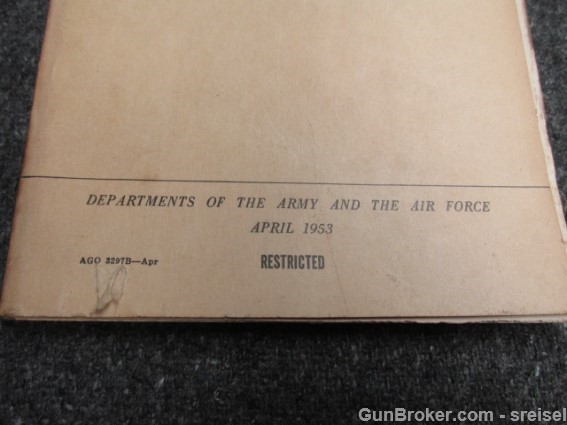 DEPARTMENTS OF THE ARMY AND THE AIR FORCE
APRIL 1953
AGO 3297B—Apr
RESTRICTED
GunBroker.com - sreisel